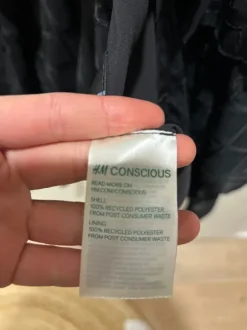 H&M CONSCIOUS
READ MORE ON
HM.COM/CONSCIOUS
SHELL:
100% RECYCLED POLYESTER
FROM POST CONSUMER WASTE
LINING:
100% RECYCLED POLYESTER
FROM POST CONSUMER WASTE